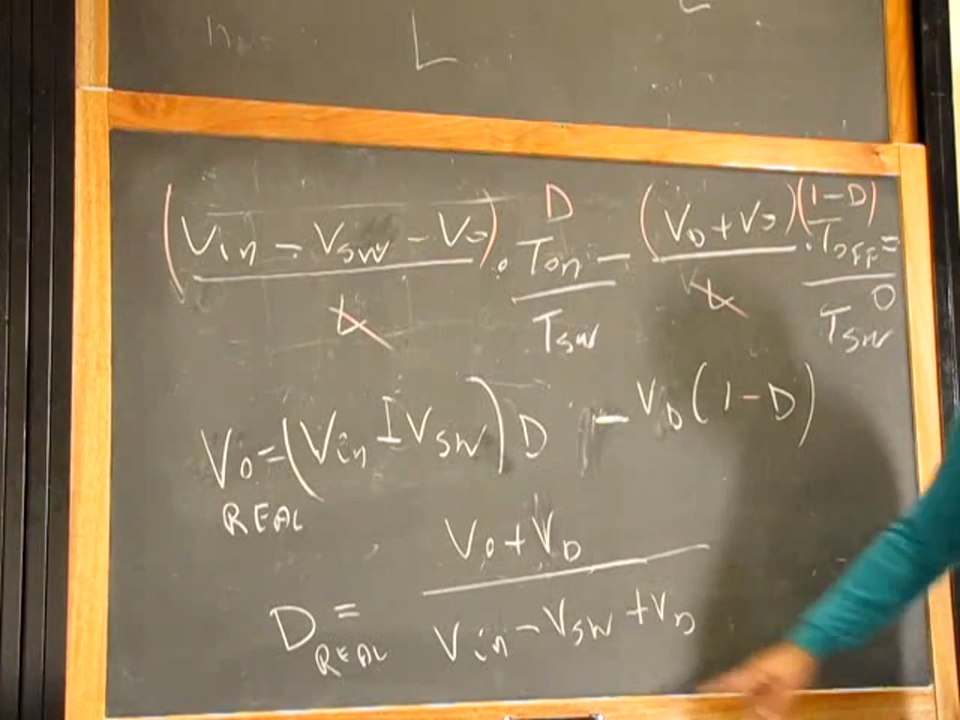 L
D (1-D)
(Vin - Vsw - Vo) . Ton - (VD + Vo) . TOFF = 0
L Tsw L Tsw
Vo = (Vin - Vsw) D - VD (1-D)
REAL
Vo + VD
D =
REAL
Vin - Vsw + VD